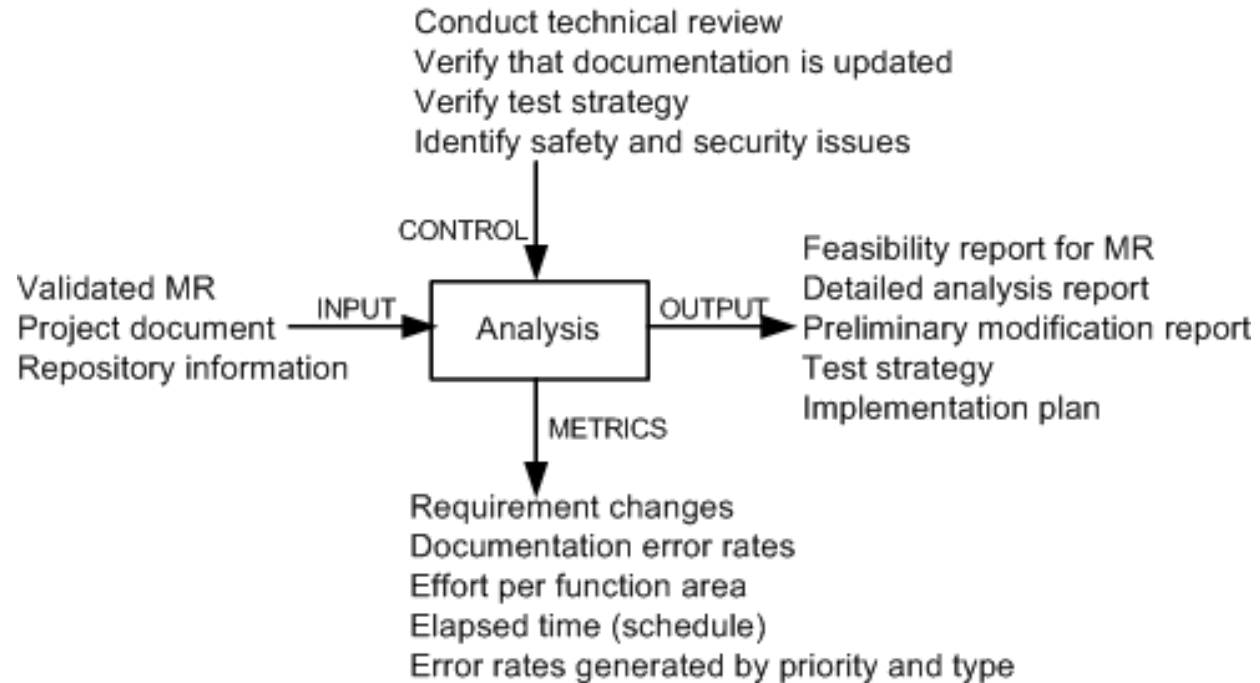 Conduct technical review
Verify that documentation is updated
Verify test strategy
Identify safety and security issues
CONTROL
Validated MR
Project document
Repository information
INPUT
Analysis
OUTPUT
Feasibility report for MR
Detailed analysis report
Preliminary modification report
Test strategy
Implementation plan
METRICS
Requirement changes
Documentation error rates
Effort per function area
Elapsed time (schedule)
Error rates generated by priority and type